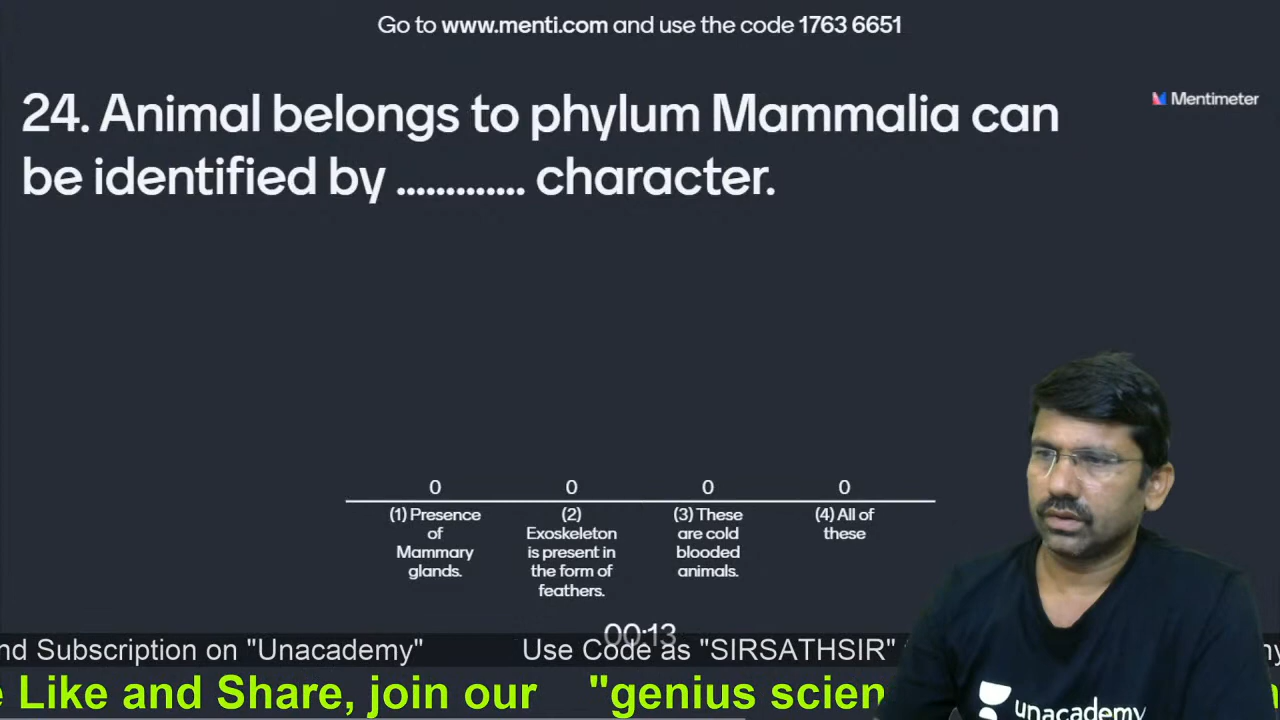 Go to www.menti.com and use the code 1763 6651
24. Animal belongs to phylum Mammalia can
be identified by ............. character.
Mentimeter
0
0
0
0
(1) Presence
of
Mammary
glands.
(2)
Exoskeleton
is present in
the form of
feathers.
(3) These
are cold
blooded
animals.
(4) All of
these
00:13
nd Subscription on "Unacademy" Use Code as "SIRSATHSIR"
Like and Share, join our "genius scien
unacademy